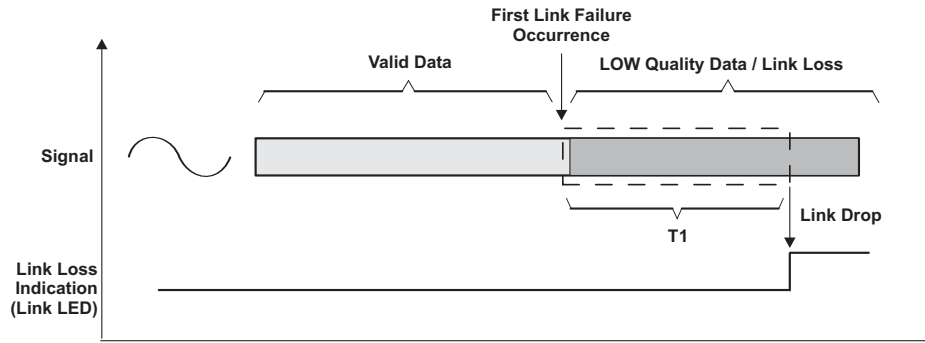 First Link Failure
Occurrence
Valid Data
LOW Quality Data / Link Loss
Signal
T1
Link Drop
Link Loss
Indication
(Link LED)